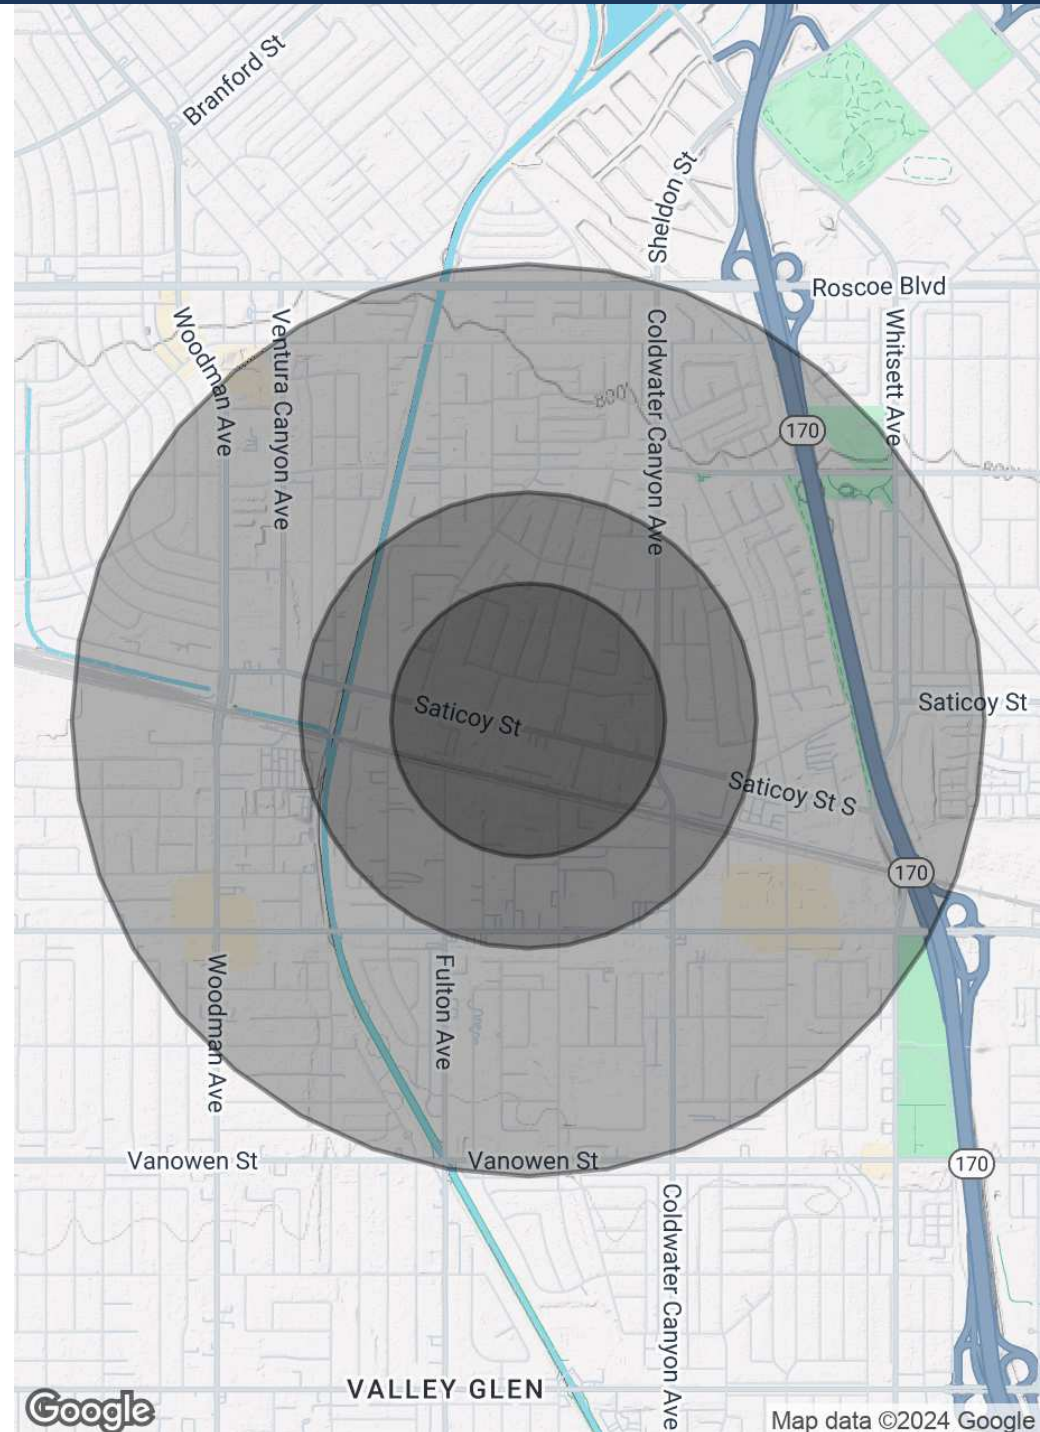 Branford St
Sheldon St
Roscoe Blvd
Woodman Ave
Ventura Canyon Ave
Coldwater Canyon Ave
Whitsett Ave
800'
170
Saticoy St
Saticoy St
Saticoy St S
170
Woodman Ave
Fulton Ave
Vanowen St
Vanowen St
170
Coldwater Canyon Ave
VALLEY GLEN
Google
Map data ©2024 Google